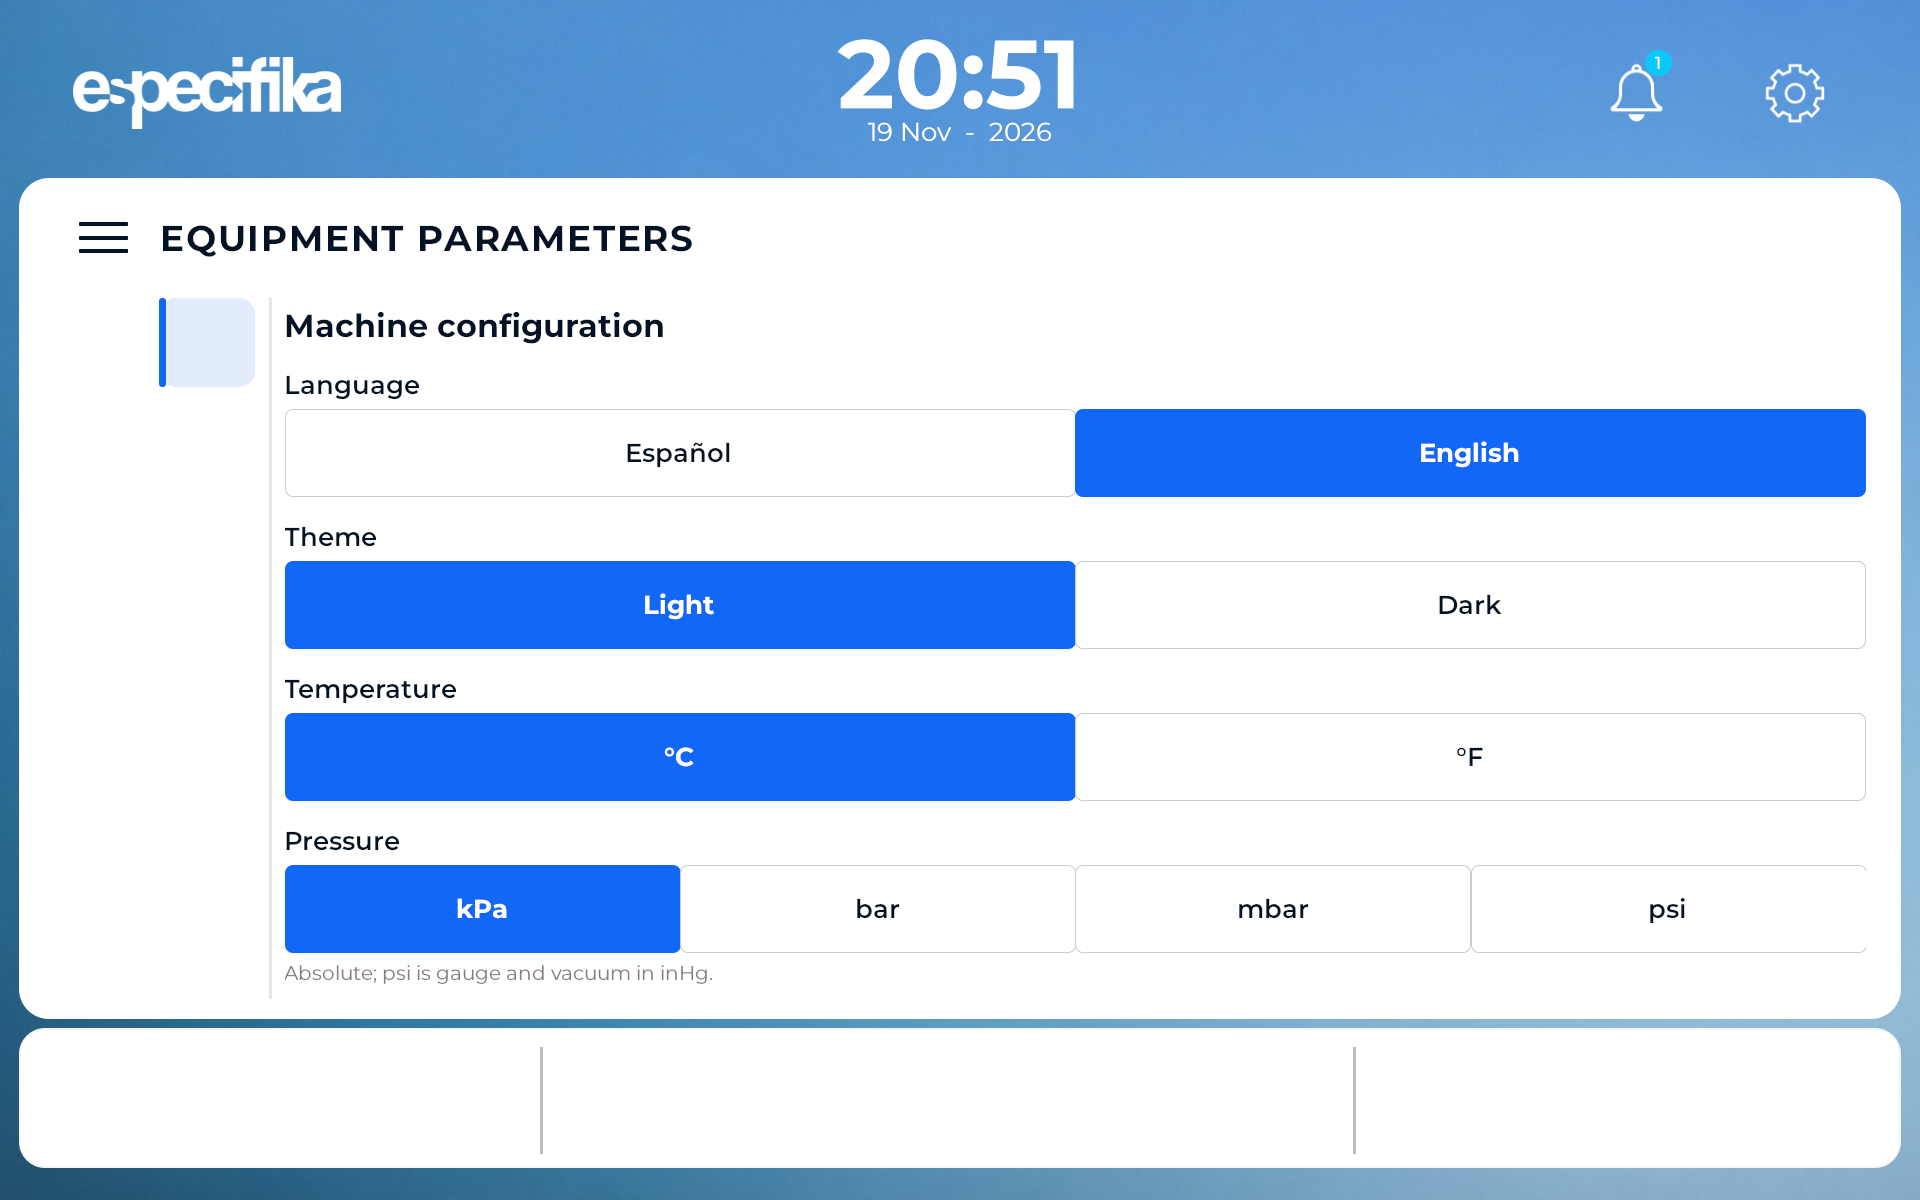 especifika
20:51
19 Nov - 2026
1
EQUIPMENT PARAMETERS
Machine configuration
Language
Español
English
Theme
Light
Dark
Temperature
°C
°F
Pressure
kPa
bar
mbar
psi
Absolute; psi is gauge and vacuum in inHg.